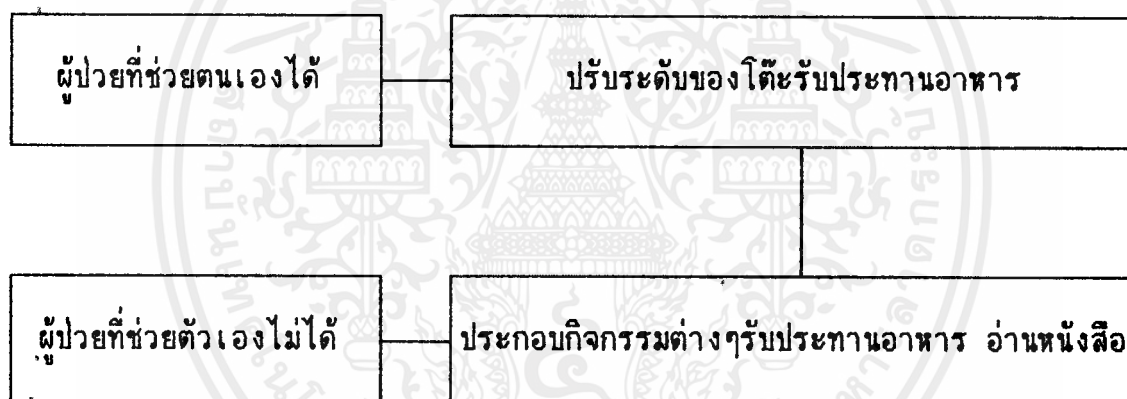 ผู้ป่วยที่ช่วยตนเองได้
ปรับระดับของโต๊ะรับประทานอาหาร
ผู้ป่วยที่ช่วยตัวเองไม่ได้
ประกอบกิจกรรมต่างๆรับประทานอาหาร อ่านหนังสือ